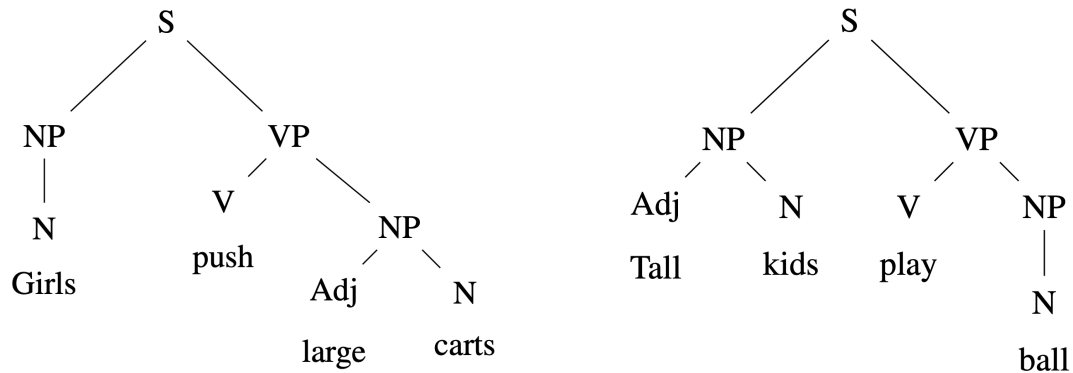 S
NP VP
N
V
NP
Girls
push
Adj N
large carts
S
NP VP
Adj N V NP
Tall kids play
N
ball